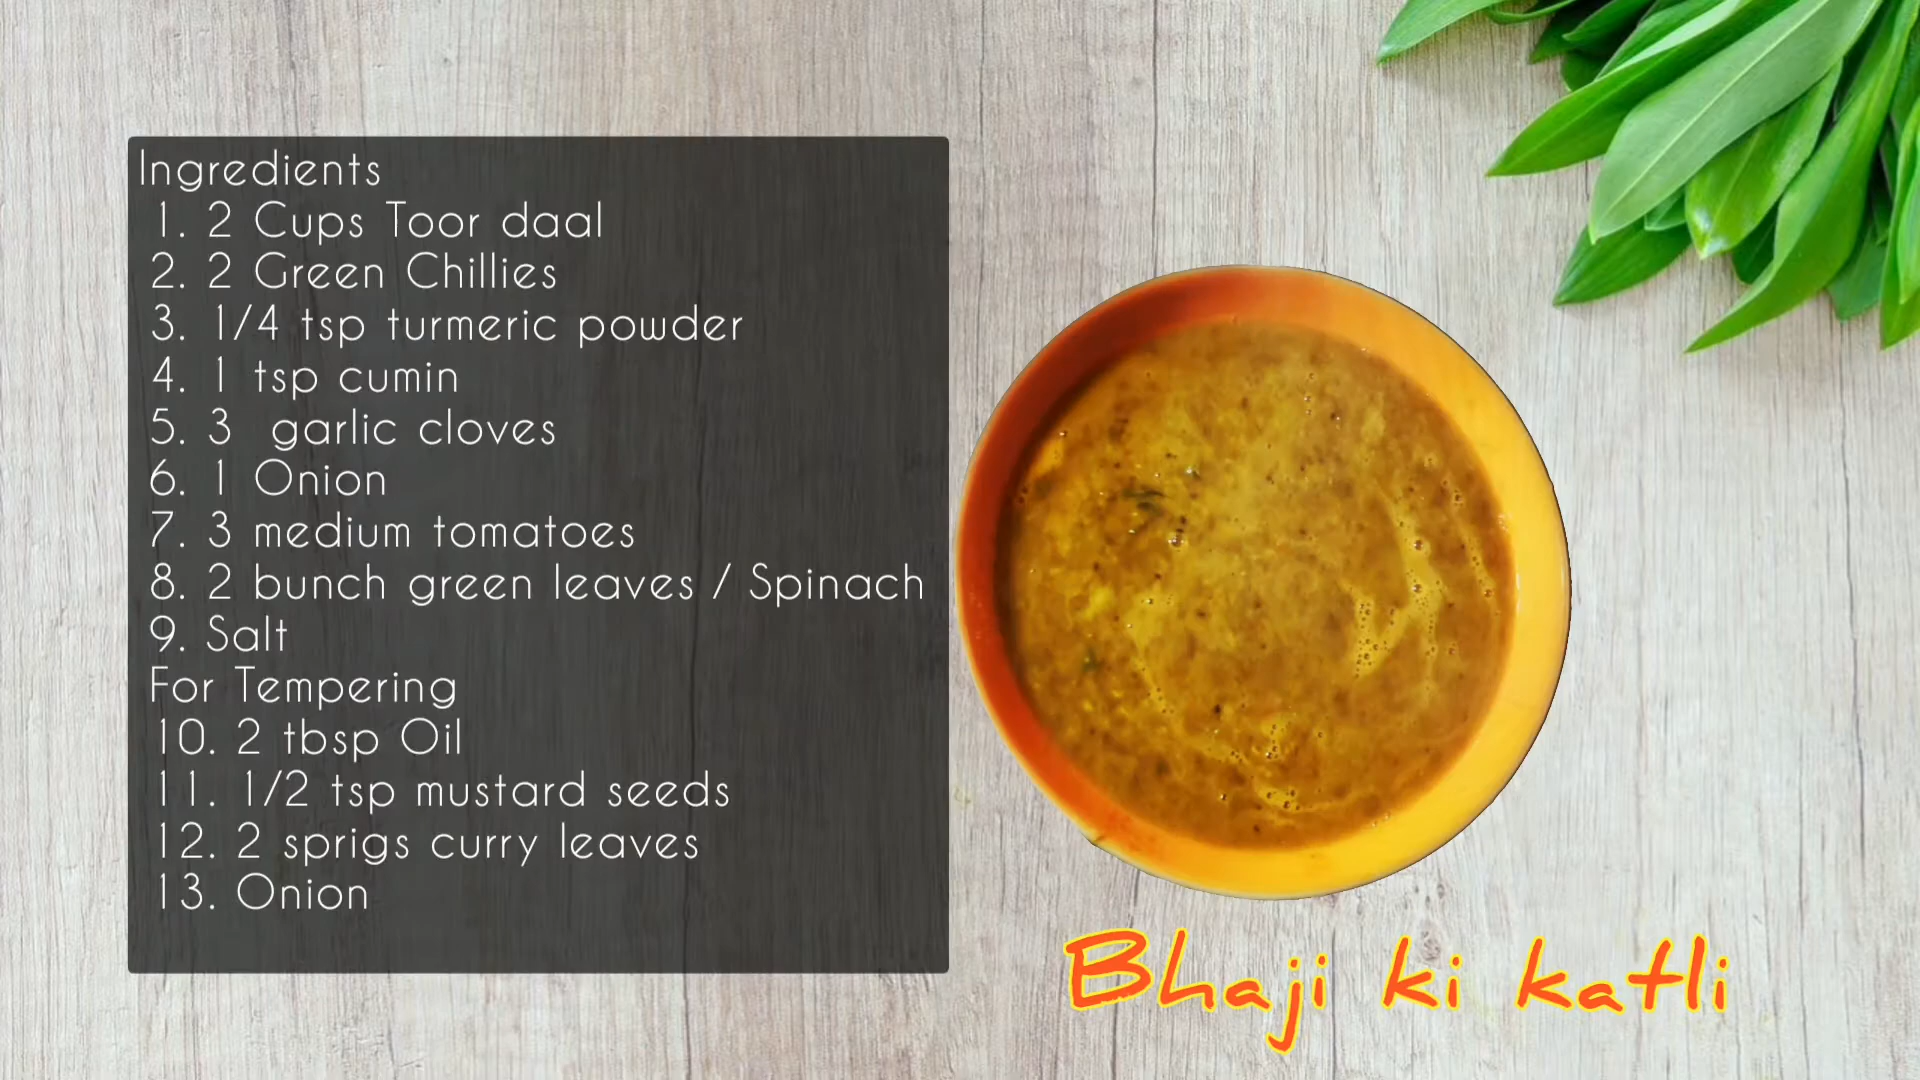 Ingredients
1. 2 Cups Toor daal
2. 2 Green Chillies
3. 1/4 tsp turmeric powder
4. 1 tsp cumin
5. 3 garlic cloves
6. 1 Onion
7. 3 medium tomatoes
8. 2 bunch green leaves / Spinach
9. Salt
For Tempering
10. 2 tbsp Oil
11. 1/2 tsp mustard seeds
12. 2 sprigs curry leaves
13. Onion
Bhaji ki katli